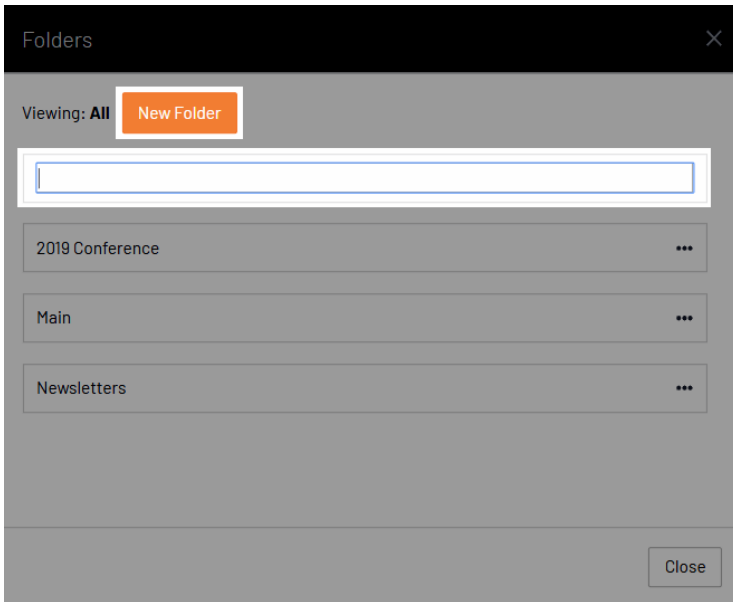 Folders
Viewing: All New Folder
2019 Conference
Main
Newsletters
Close